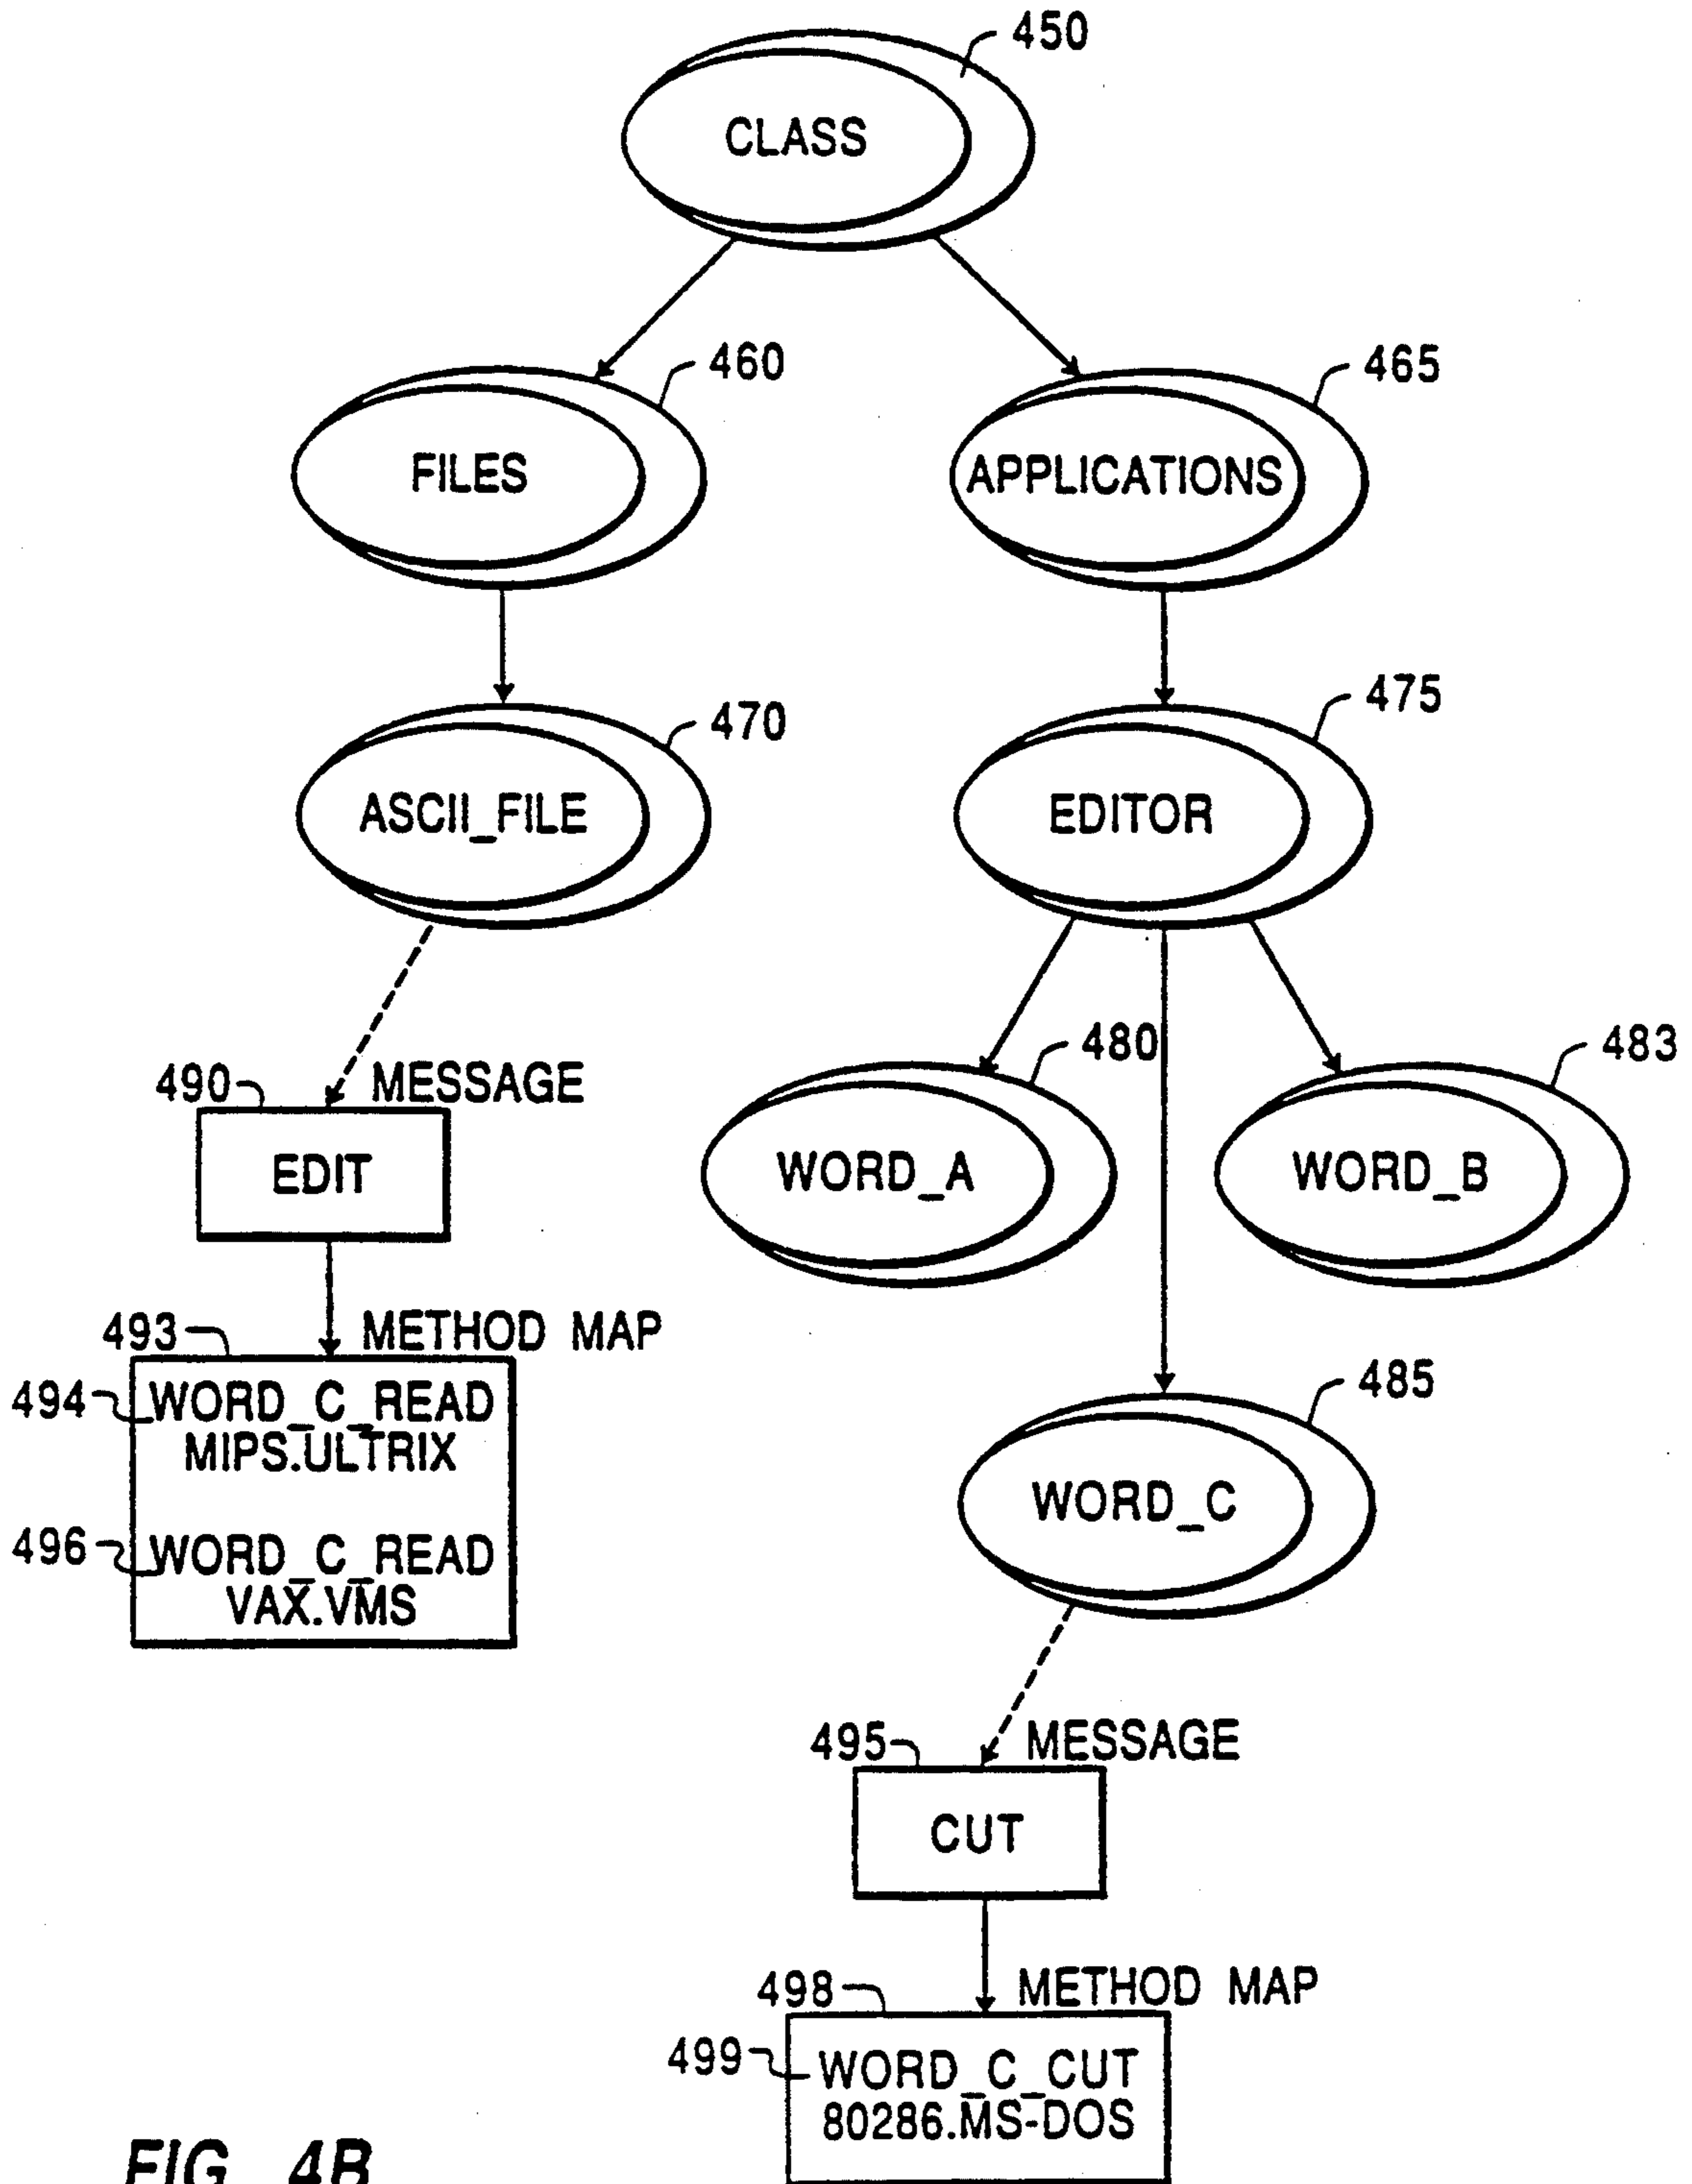 450
CLASS
460
465
FILES
APPLICATIONS
470
475
ASCII_FILE
EDITOR
490 MESSAGE
480
483
EDIT
WORD_A
WORD_B
493 METHOD MAP
494 WORD_C_READ
MIPS.ULTRIX
485
496 WORD_C_READ
VAX.VMS
WORD_C
495 MESSAGE
CUT
498 METHOD MAP
499 WORD_C_CUT
80286.MS-DOS
FIG. 4B